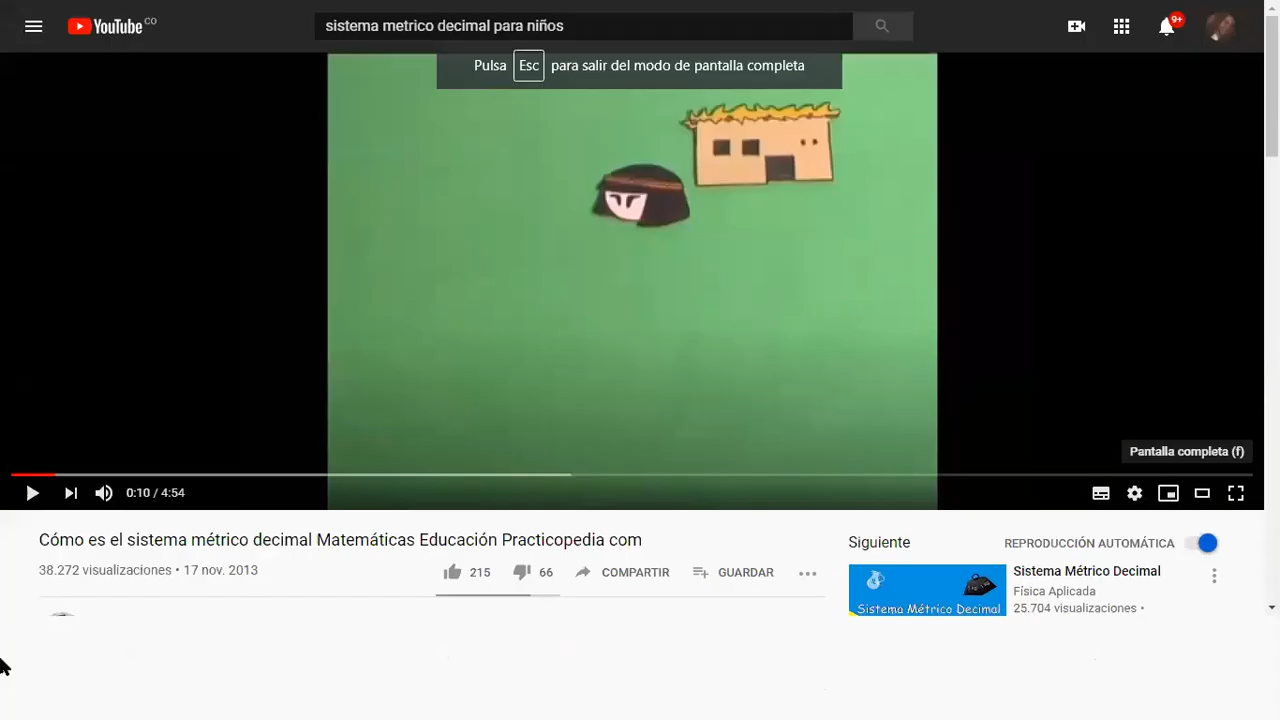 YouTube CO
sistema metrico decimal para niños
9+
Pulsa Esc para salir del modo de pantalla completa
Pantalla completa (f)
0:10 / 4:54
Cómo es el sistema métrico decimal Matemáticas Educación Practicopedia com
38.272 visualizaciones • 17 nov. 2013
215
66
COMPARTIR
GUARDAR
Siguiente
REPRODUCCIÓN AUTOMÁTICA
Sistema Métrico Decimal
Sistema Métrico Decimal
Física Aplicada
25.704 visualizaciones •